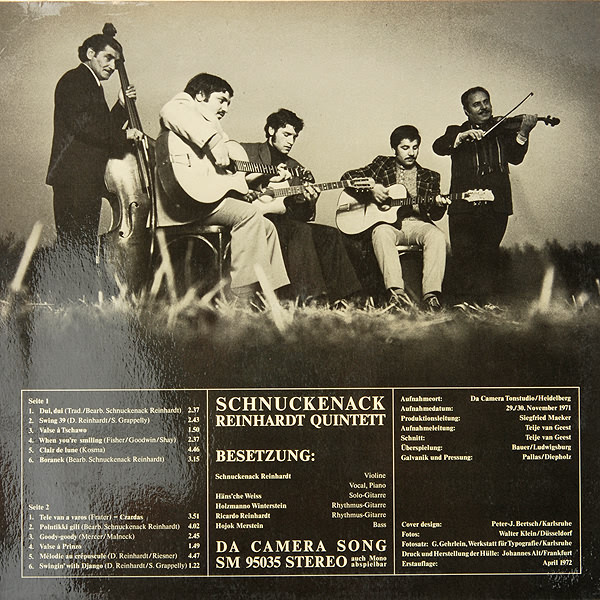 Seite 1
1. Dui, dui (Trad./Bearb. Schnuckenack Reinhardt) 2.37
2. Swing 39 (D. Reinhardt/S. Grappelly) 2.43
3. Valse à Tschawo 1.50
4. When you're smiling (Fisher/Goodwin/Shay) 2.37
5. Clair de lune (Kosma) 4.46
6. Boranek (Bearb. Schnuckenack Reinhardt) 3.15
Seite 2
1. Tele van a varos (Frater) – Czardas 3.51
2. Pointikki gill (Bearb. Schnuckenack Reinhardt) 4.02
3. Goody-goody (Mercer/Malneck) 2.45
4. Valse à Prinzo 1.49
5. Mélodie au crépuscule (D. Reinhardt/Riesner) 4.47
6. Swingin' with Django (D. Reinhardt/S. Grappelly) 1.22
SCHNUCKENACK
REINHARDT QUINTETT
BESETZUNG:
Schnuckenack Reinhardt Violine
Vocal, Piano
Häns'che Weiss Solo-Gitarre
Holzmanno Winterstein Rhythmus-Gitarre
Ricardo Reinhardt Rhythmus-Gitarre
Hojok Merstein Bass
DA CAMERA SONG
SM 95035 STEREO auch Mono
abspielbar
Aufnahmeort: Da Camera Tonstudio/Heidelberg
Aufnahmedatum: 29./30. November 1971
Produktionsleitung: Siegfried Maeker
Aufnahmeleitung: Teije van Geest
Schnitt: Teije van Geest
Überspielung: Bauer/Ludwigsburg
Galvanik und Pressung: Pallas/Diepholz
Cover design: Peter-J. Bertsch/Karlsruhe
Fotos: Walter Klein/Düsseldorf
Fotosatz: G. Gehrlein, Werkstatt für Typografie/Karlsruhe
Druck und Herstellung der Hülle: Johannes Alt/Frankfurt
Erstauflage: April 1972